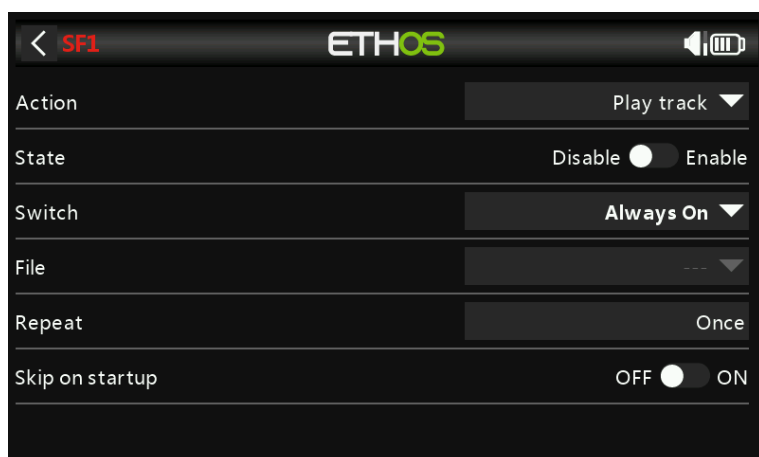 SF1 ETHOS
Action Play track
State Disable Enable
Switch Always On
File ---
Repeat Once
Skip on startup OFF ON